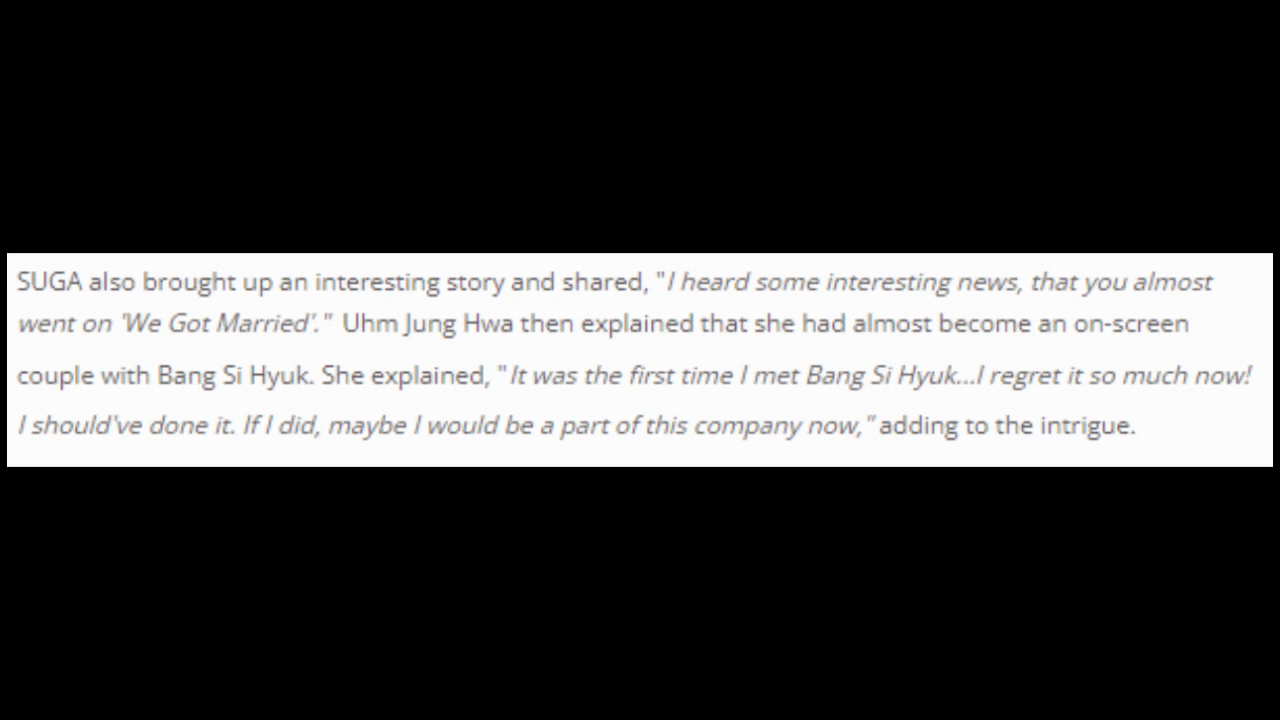 SUGA also brought up an interesting story and shared, "I heard some interesting news, that you almost
went on 'We Got Married'." Uhm Jung Hwa then explained that she had almost become an on-screen
couple with Bang Si Hyuk. She explained, "It was the first time I met Bang Si Hyuk...I regret it so much now!
I should've done it. If I did, maybe I would be a part of this company now," adding to the intrigue.